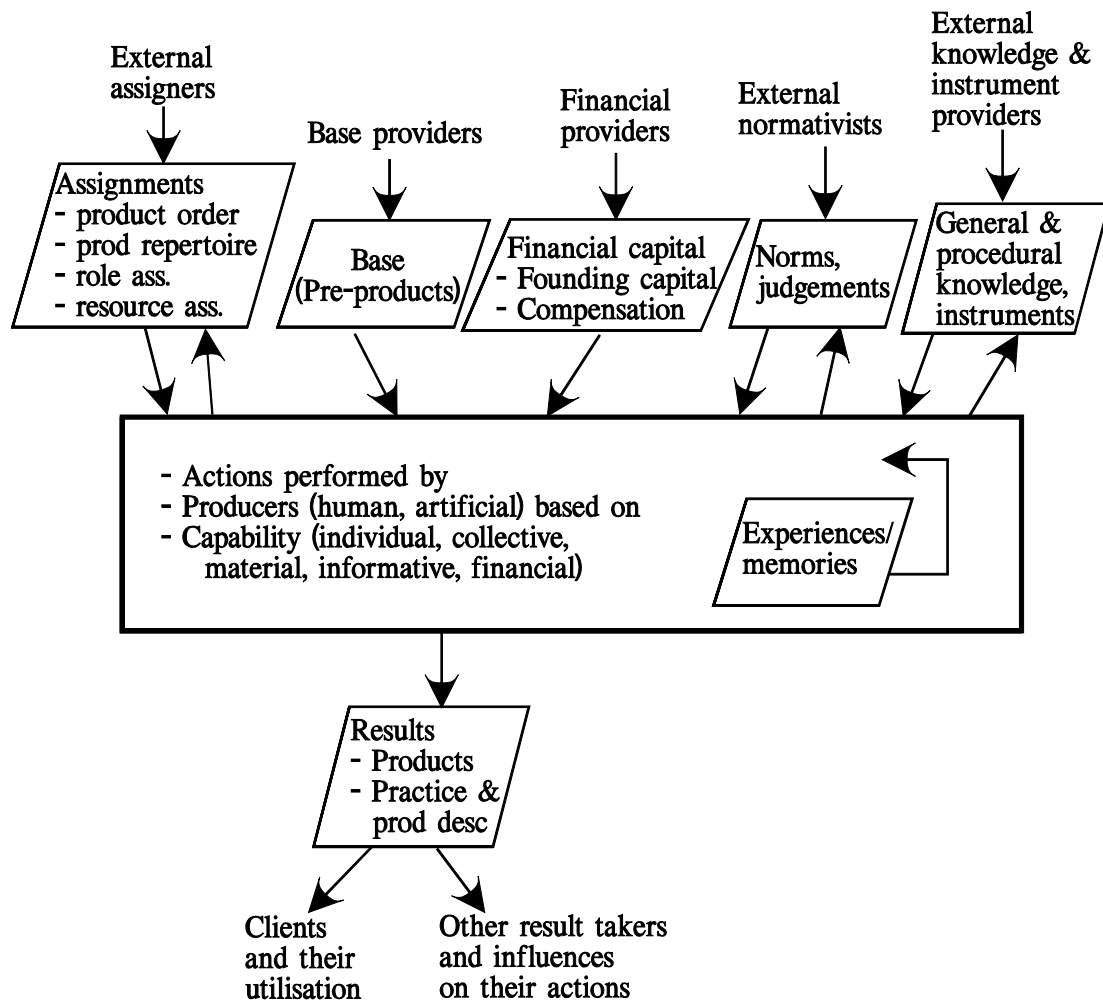 External
assigners
Base providers
Financial
providers
External
normativists
External
knowledge &
instrument
providers
Assignments
- product order
- prod repertoire
- role ass.
- resource ass.
Base
(Pre-products)
Financial capital
- Founding capital
- Compensation
Norms,
judgements
General &
procedural
knowledge,
instruments
- Actions performed by
- Producers (human, artificial) based on
- Capability (individual, collective,
material, informative, financial)
Experiences/
memories
Results
- Products
- Practice &
prod desc
Clients
and their
utilisation
Other result takers
and influences
on their actions